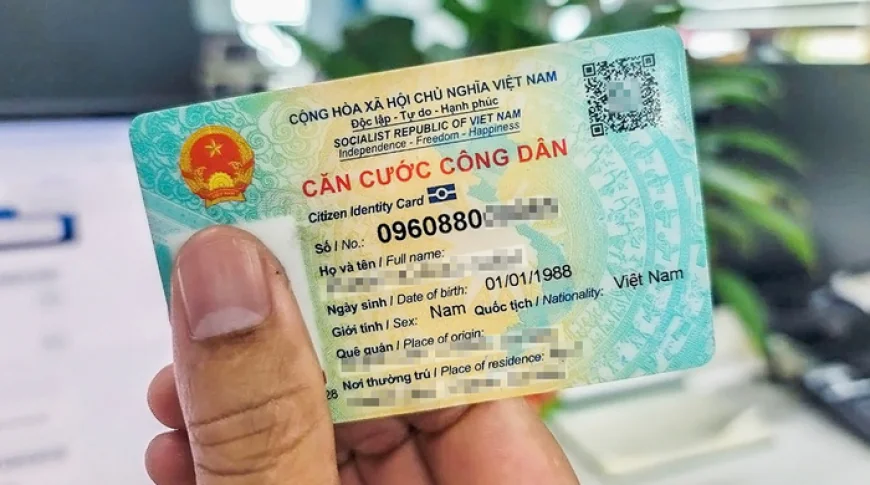 CỘNG HÒA XÃ HỘI CHỦ NGHĨA VIỆT NAM
Độc lập - Tự do - Hạnh phúc
SOCIALIST REPUBLIC OF VIET NAM
Independence - Freedom - Happiness
CĂN CƯỚC CÔNG DÂN
Citizen Identity Card
Số / No.: 0960880
Họ và tên / Full name:
Ngày sinh / Date of birth: 01/01/1988
Giới tính / Sex: Nam Quốc tịch / Nationality: Việt Nam
Quê quán / Place of origin:
28 Nơi thường trú / Place of residence: